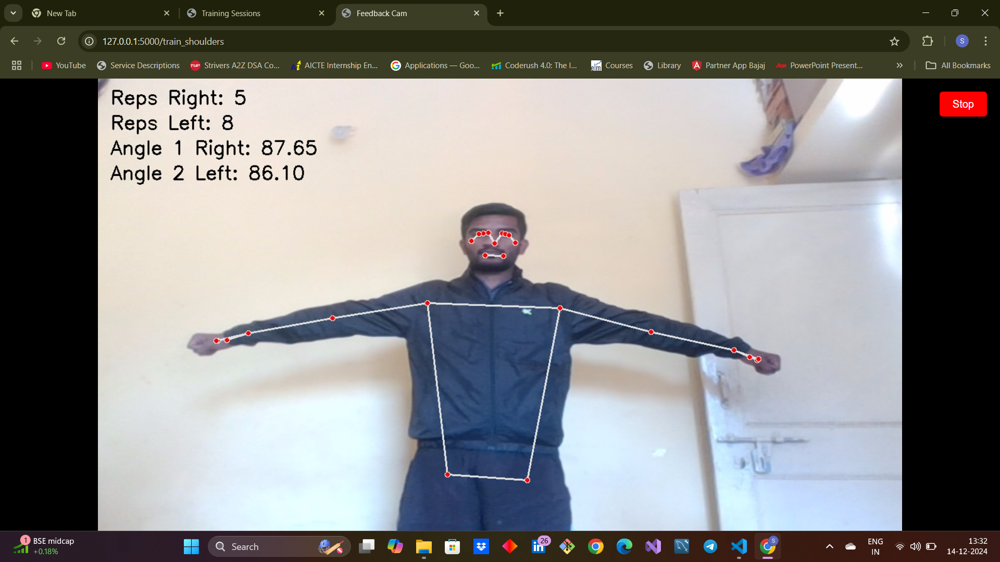 New Tab
Training Sessions
Feedback Cam
127.0.0.1:5000/train_shoulders
S
YouTube
Service Descriptions
TUF Strivers A2Z DSA Co...
AICTE Internship En...
Applications — Goo...
Coderush 4.0: The I...
elm Courses
Library
Partner App Bajaj
AON PowerPoint Present...
All Bookmarks
Reps Right: 5
Reps Left: 8
Angle 1 Right: 87.65
Angle 2 Left: 86.10
Stop
1
BSE midcap
+0.18%
Search
26
S
ENG
IN
13:32
14-12-2024